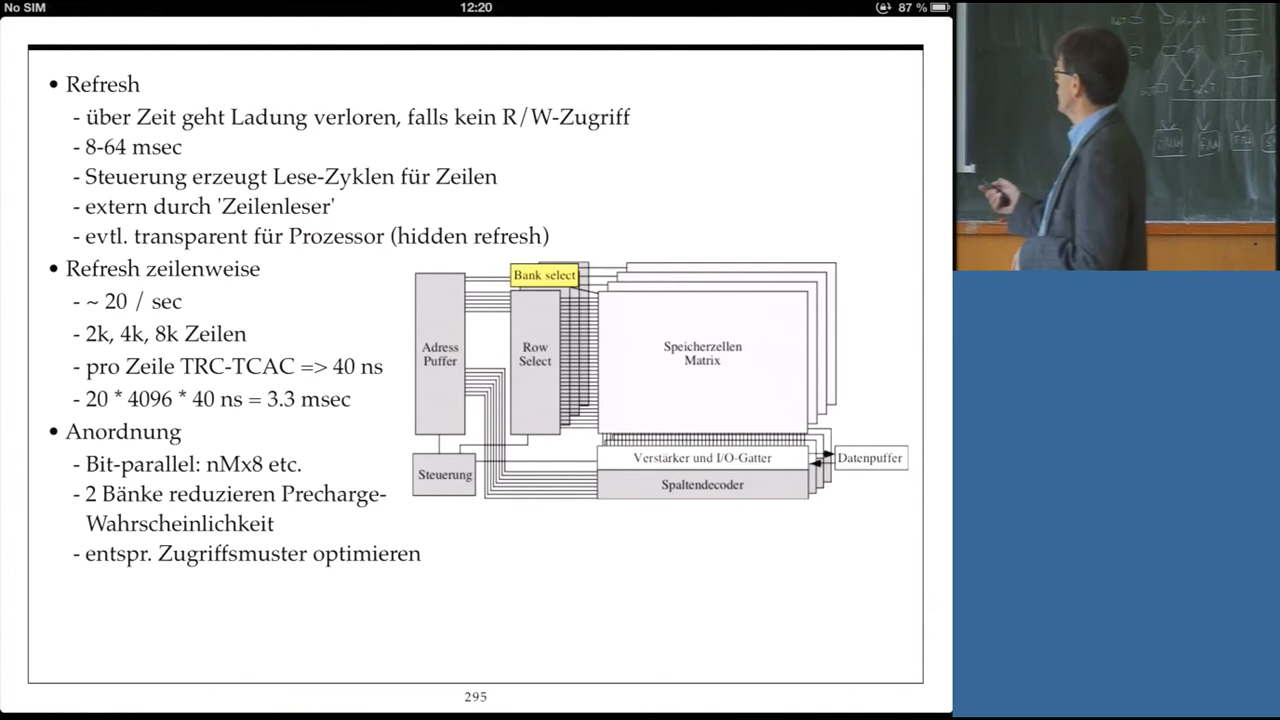 No SIM
12:20
87 %
• Refresh
- über Zeit geht Ladung verloren, falls kein R/W-Zugriff
- 8-64 msec
- Steuerung erzeugt Lese-Zyklen für Zeilen
- extern durch 'Zeilenleser'
- evtl. transparent für Prozessor (hidden refresh)
• Refresh zeilenweise
- ~ 20 / sec
- 2k, 4k, 8k Zeilen
- pro Zeile TRC-TCAC => 40 ns
- 20 * 4096 * 40 ns = 3.3 msec
• Anordnung
- Bit-parallel: nMx8 etc.
- 2 Bänke reduzieren Precharge-
Wahrscheinlichkeit
- entspr. Zugriffsmuster optimieren
Bank select
Adress
Puffer
Row
Select
Speicherzellen
Matrix
Steuerung
Verstärker und I/O-Gatter
Datenpuffer
Spaltendecoder
295